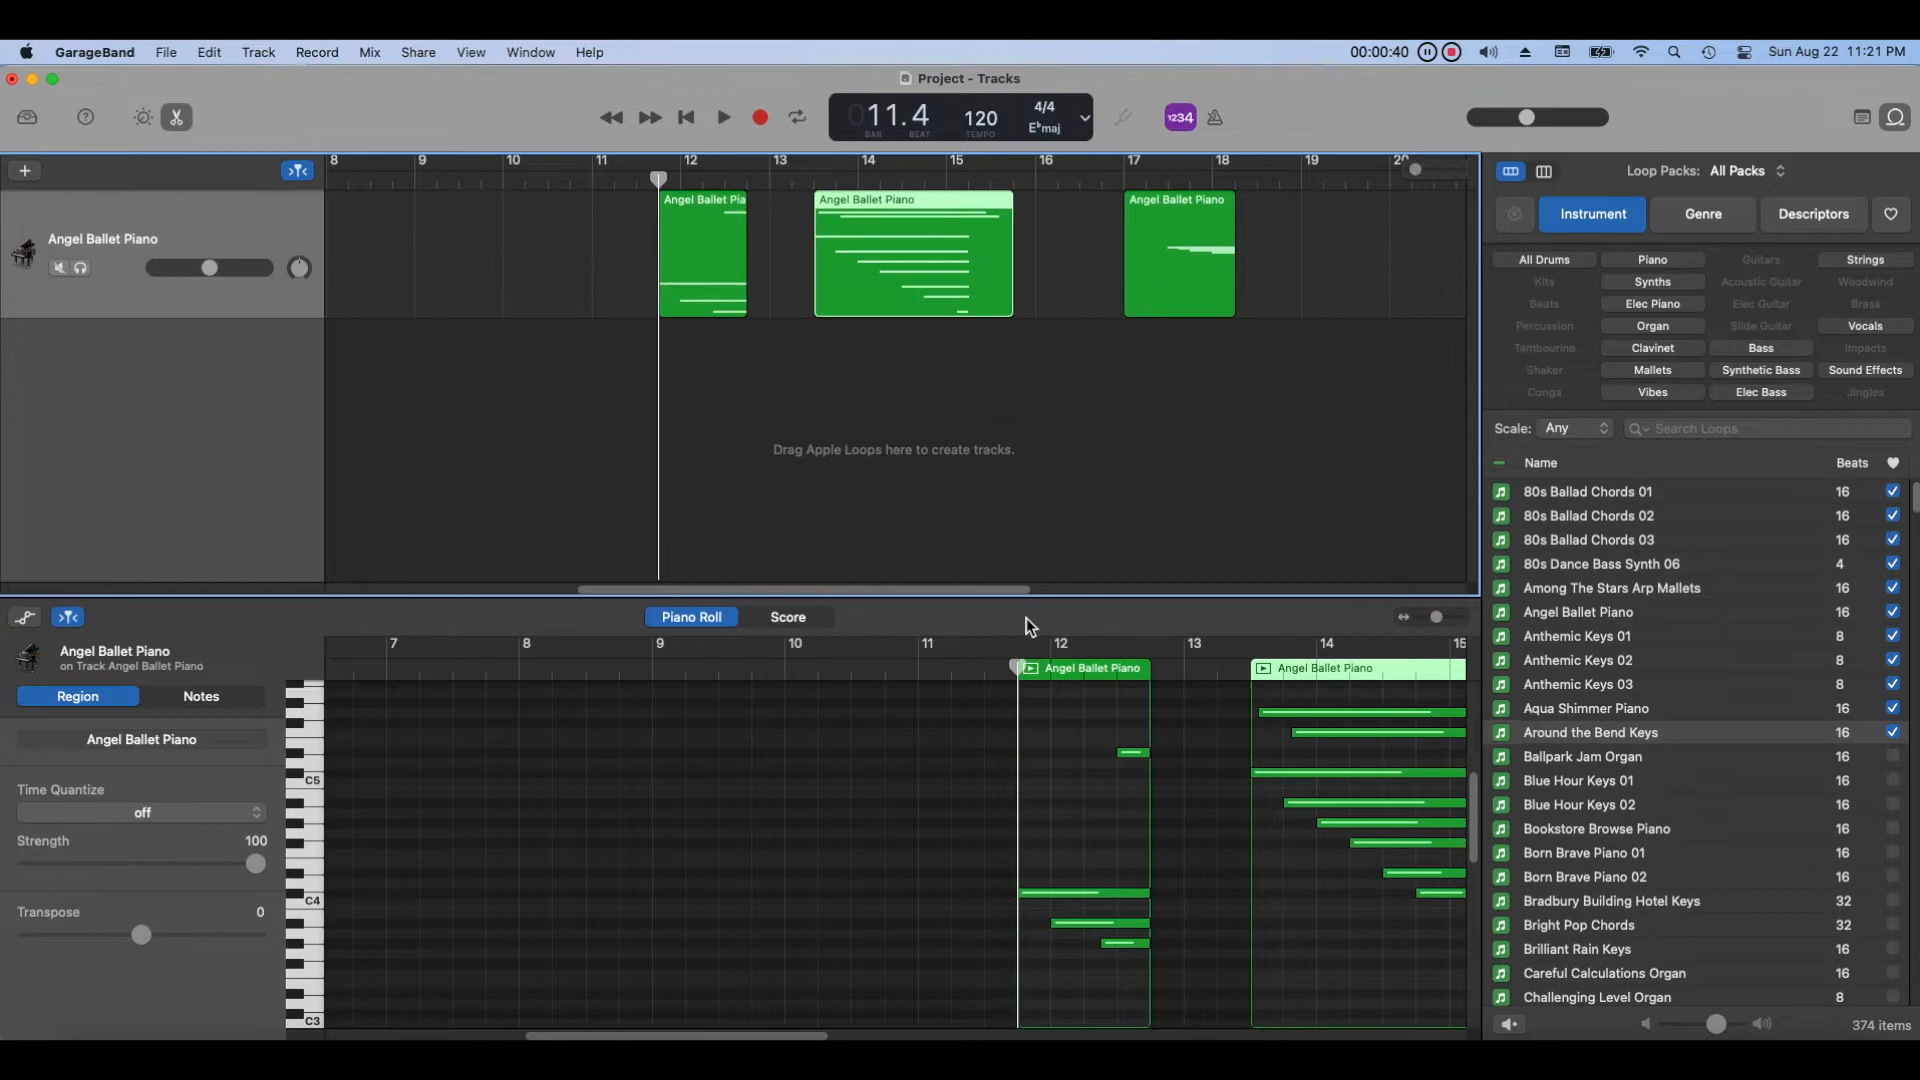 GarageBand File Edit Track Record Mix Share View Window Help 00:00:40 Sun Aug 22 11:21 PM
Project - Tracks
011.4 120 4/4
E♭maj
BAR BEAT TEMPO
1234
8 9 10 11 12 13 14 15 16 17 18 19 20
Loop Packs: All Packs
Angel Ballet Pia Angel Ballet Piano Angel Ballet Piano
Instrument Genre Descriptors
Angel Ballet Piano
All Drums Piano Guitars Strings
Kits Synths Acoustic Guitar Woodwind
Beats Elec Piano Elec Guitar Brass
Percussion Organ Slide Guitar Vocals
Tambourine Clavinet Bass Impacts
Shaker Mallets Synthetic Bass Sound Effects
Conga Vibes Elec Bass Jingles
Scale: Any Search Loops
Drag Apple Loops here to create tracks.
Name Beats
80s Ballad Chords 01 16
80s Ballad Chords 02 16
80s Ballad Chords 03 16
80s Dance Bass Synth 06 4
Among The Stars Arp Mallets 16
Angel Ballet Piano 16
Anthemic Keys 01 8
Anthemic Keys 02 8
Anthemic Keys 03 8
Aqua Shimmer Piano 16
Around the Bend Keys 16
Ballpark Jam Organ 16
Blue Hour Keys 01 16
Blue Hour Keys 02 16
Bookstore Browse Piano 16
Born Brave Piano 01 16
Born Brave Piano 02 16
Bradbury Building Hotel Keys 32
Bright Pop Chords 32
Brilliant Rain Keys 16
Careful Calculations Organ 16
Challenging Level Organ 8
374 items
Piano Roll Score
7 8 9 10 11 12 13 14 15
Angel Ballet Piano
on Track Angel Ballet Piano
Angel Ballet Piano Angel Ballet Piano
Region Notes
Angel Ballet Piano
Time Quantize
off
Strength 100
Transpose 0
C5
C4
C3